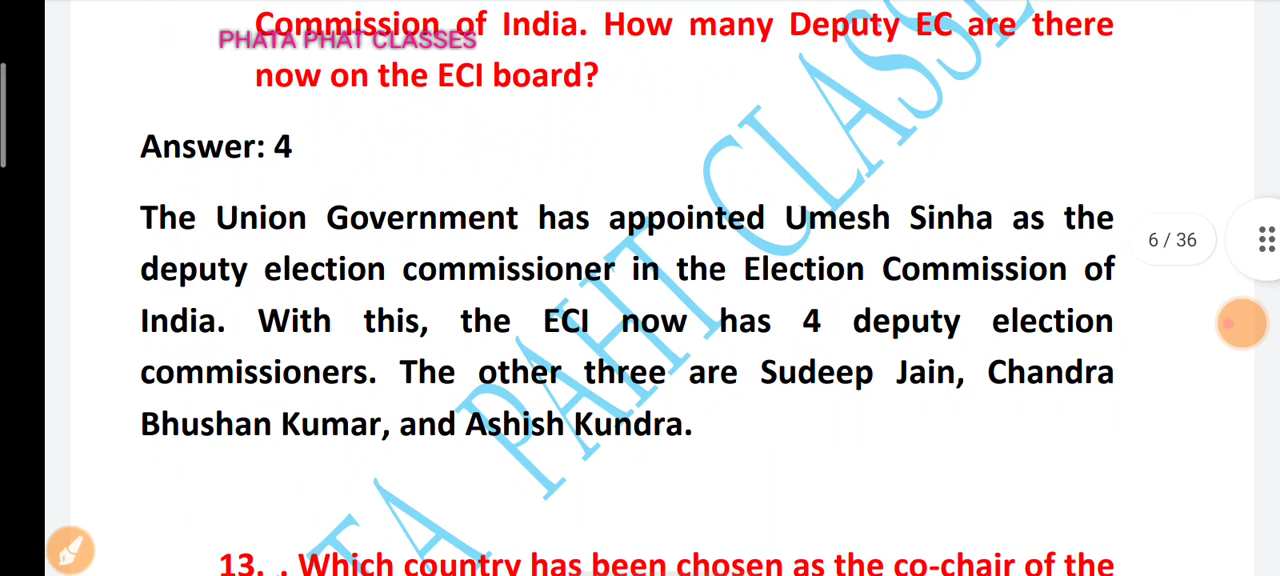 Commission of India. How many Deputy EC are there
PHATA PHAT CLASSES
now on the ECI board?
Answer: 4
The Union Government has appointed Umesh Sinha as the
deputy election commissioner in the Election Commission of
India. With this, the ECI now has 4 deputy election
commissioners. The other three are Sudeep Jain, Chandra
Bhushan Kumar, and Ashish Kundra.
6 / 36
TA PAHT CLASSE
13. . Which country has been chosen as the co-chair of the